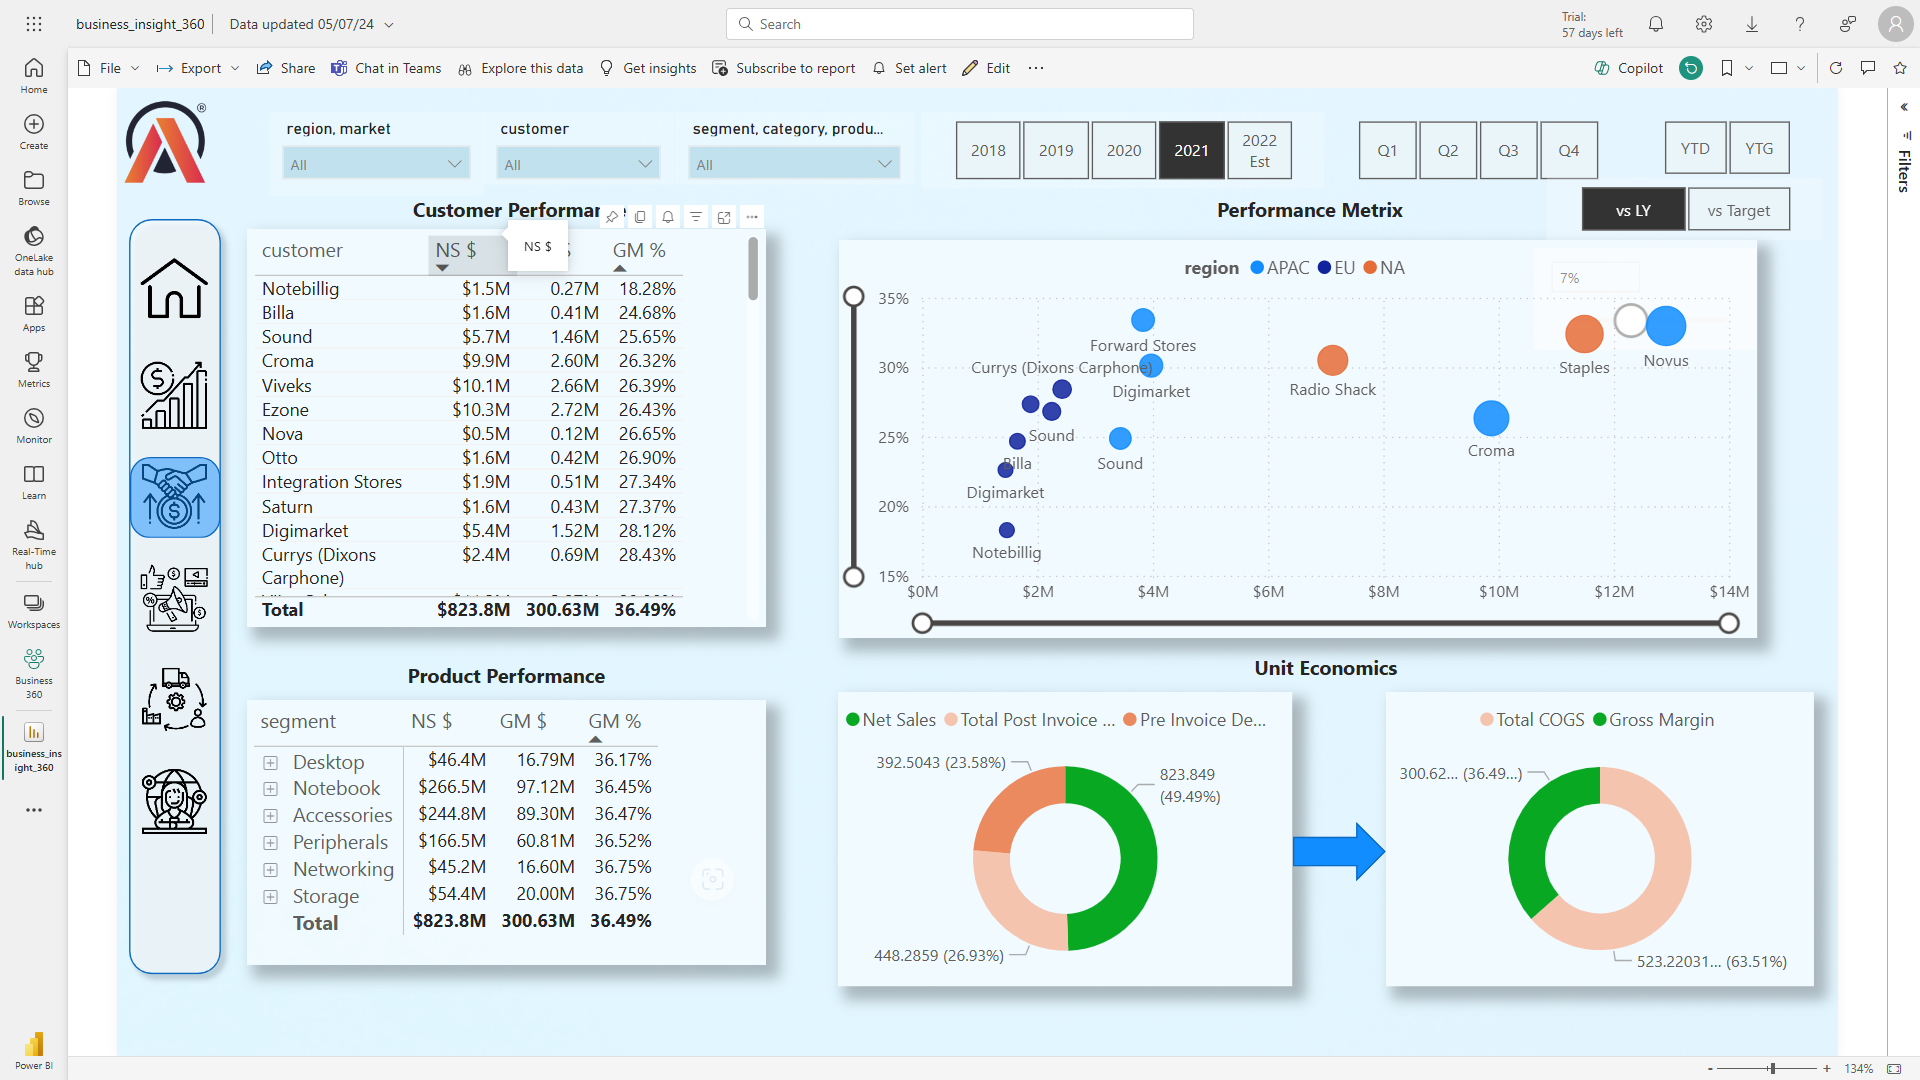 business_insight_360
Data updated 05/07/24
Search
Trial:
57 days left
File
Export
Share
Chat in Teams
Explore this data
Get insights
Subscribe to report
Set alert
Edit
Copilot
Home
Create
Browse
OneLake
data hub
Apps
Metrics
Monitor
Learn
Real-Time
hub
Workspaces
Business
360
business_ins
ight_360
Power BI
region, market
All
customer
All
segment, category, produ...
All
2018
2019
2020
2021
2022
Est
Q1
Q2
Q3
Q4
YTD
YTG
vs LY
vs Target
Filters
Customer Performan
customer NS $ NS $ $ GM %
Notebillig $1.5M 0.27M 18.28%
Billa $1.6M 0.41M 24.68%
Sound $5.7M 1.46M 25.65%
Croma $9.9M 2.60M 26.32%
Viveks $10.1M 2.66M 26.39%
Ezone $10.3M 2.72M 26.43%
Nova $0.5M 0.12M 26.65%
Otto $1.6M 0.42M 26.90%
Integration Stores $1.9M 0.51M 27.34%
Saturn $1.6M 0.43M 27.37%
Digimarket $5.4M 1.52M 28.12%
Currys (Dixons $2.4M 0.69M 28.43%
Carphone)
Total $823.8M 300.63M 36.49%
Performance Metrix
region APAC EU NA
7%
35%
30%
25%
20%
15%
Forward Stores
Currys (Dixons Carphone)
Digimarket
Radio Shack
Staples
Novus
Sound
Sound
Croma
Billa
Digimarket
Notebillig
$0M $2M $4M $6M $8M $10M $12M $14M
Product Performance
segment NS $ GM $ GM %
Desktop $46.4M 16.79M 36.17%
Notebook $266.5M 97.12M 36.45%
Accessories $244.8M 89.30M 36.47%
Peripherals $166.5M 60.81M 36.52%
Networking $45.2M 16.60M 36.75%
Storage $54.4M 20.00M 36.75%
Total $823.8M 300.63M 36.49%
Unit Economics
Net Sales Total Post Invoice ... Pre Invoice De...
392.5043 (23.58%)
823.849
(49.49%)
448.2859 (26.93%)
Total COGS Gross Margin
300.62... (36.49...)
523.22031... (63.51%)
- + 134%